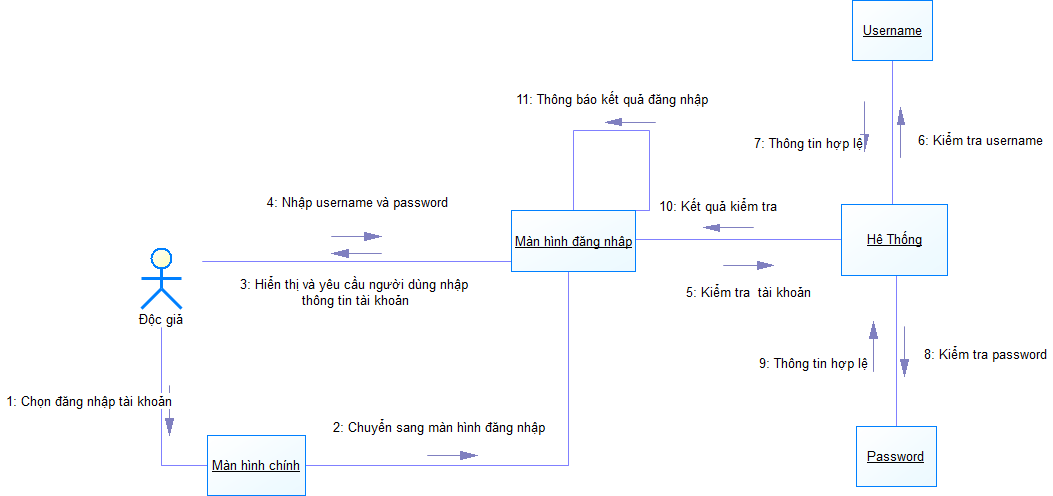 Username
11: Thông báo kết quả đăng nhập
7: Thông tin hợp lệ
6: Kiểm tra username
4: Nhập username và password
10: Kết quả kiểm tra
Màn hình đăng nhâp
Hê Thống
3: Hiển thị và yêu cầu người dùng nhập
thông tin tài khoản
5: Kiểm tra tài khoản
Độc giả
9: Thông tin hợp lệ
8: Kiểm tra password
1: Chọn đăng nhập tài khoản
2: Chuyển sang màn hình đăng nhập
Màn hình chính
Password